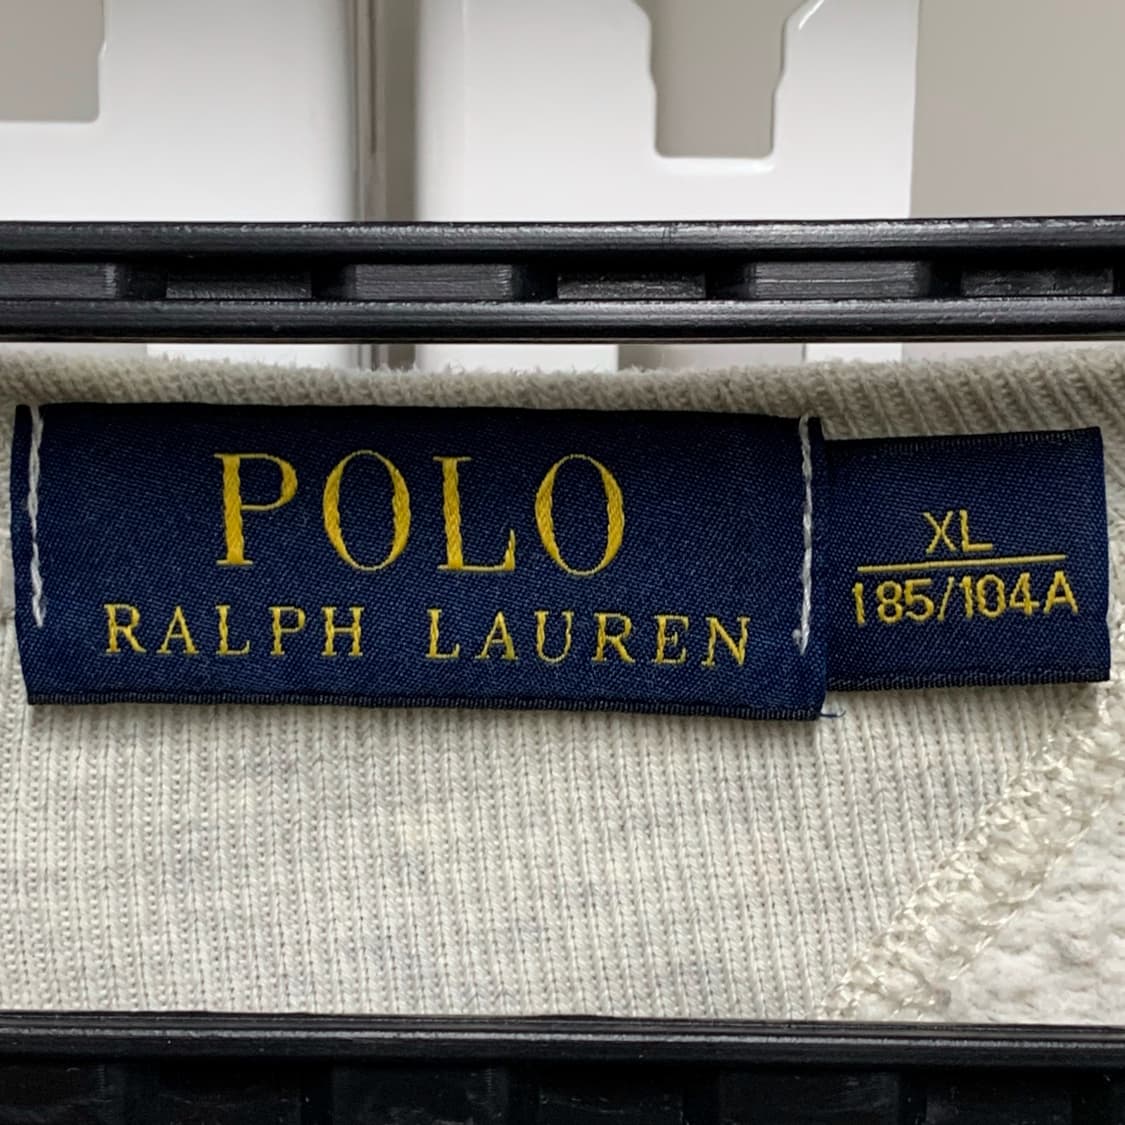 POLO
RALPH LAUREN
XL
185/104A